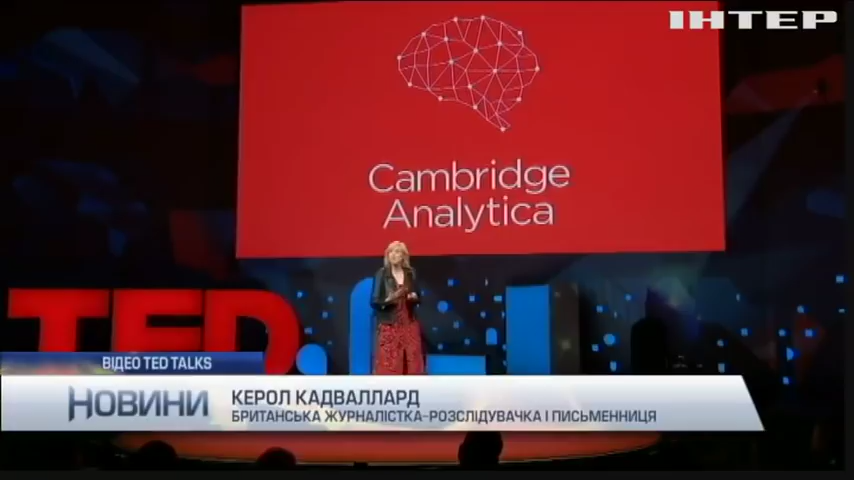 ІНТЕР
Cambridge
Analytica
TED
ВІДЕО TED TALKS
НОВИНИ
КЕРОЛ КАДВАЛЛАРД
БРИТАНСЬКА ЖУРНАЛІСТКА-РОЗСЛІДУВАЧКА І ПИСЬМЕННИЦЯ